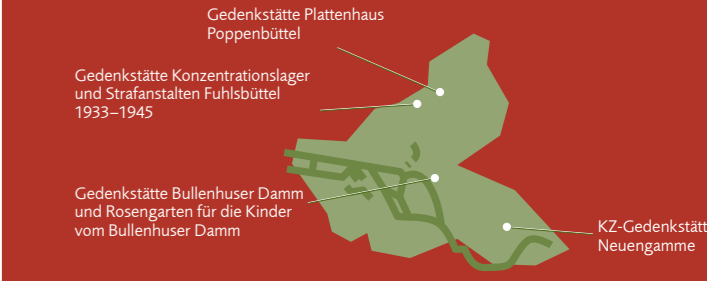 Gedenkstätte Plattenhaus
Poppenbüttel
Gedenkstätte Konzentrationslager
und Strafanstalten Fuhlsbüttel
1933–1945
Gedenkstätte Bullenhuser Damm
und Rosengarten für die Kinder
vom Bullenhuser Damm
KZ-Gedenkstätt
Neuengamme